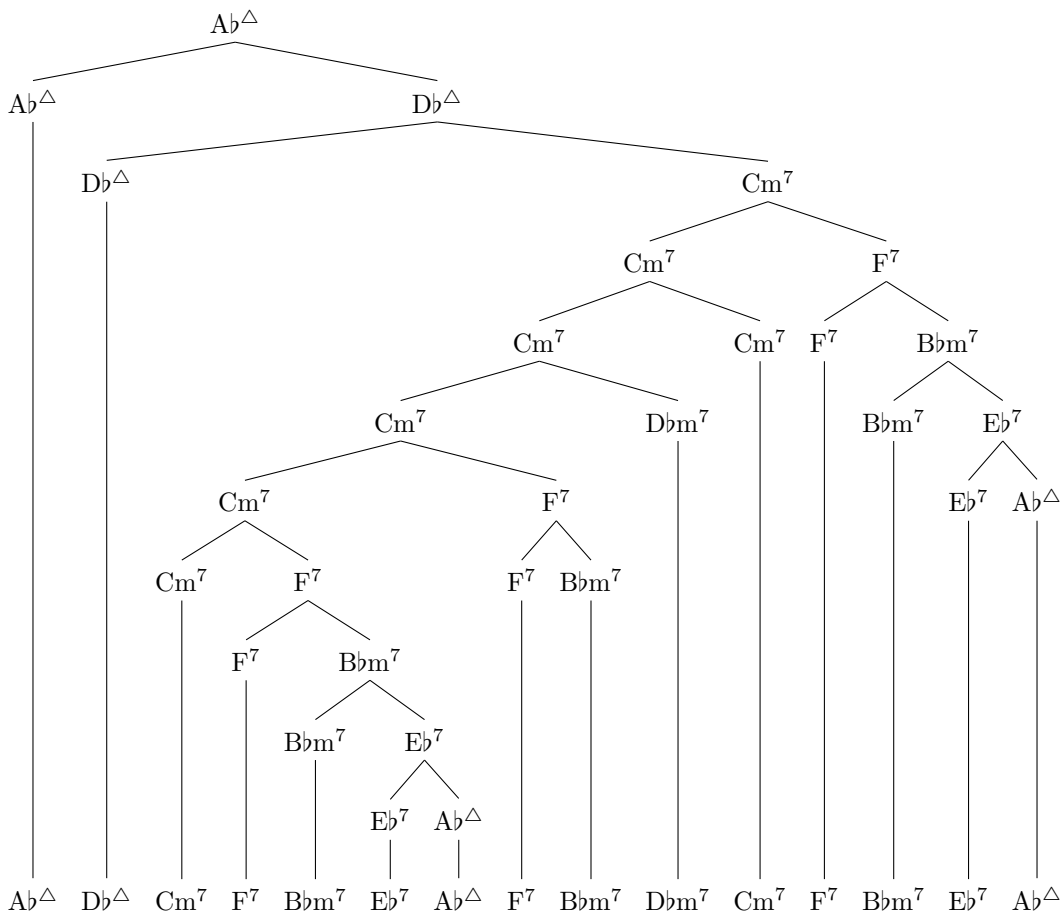 A♭△
A♭△ D♭△
D♭△ Cm⁷
Cm⁷ F⁷
Cm⁷ Cm⁷ F⁷ B♭m⁷
Cm⁷ D♭m⁷ B♭m⁷ E♭⁷
Cm⁷ F⁷ E♭⁷ A♭△
Cm⁷ F⁷ F⁷ B♭m⁷
F⁷ B♭m⁷
B♭m⁷ E♭⁷
E♭⁷ A♭△
A♭△ D♭△ Cm⁷ F⁷ B♭m⁷ E♭⁷ A♭△ F⁷ B♭m⁷ D♭m⁷ Cm⁷ F⁷ B♭m⁷ E♭⁷ A♭△